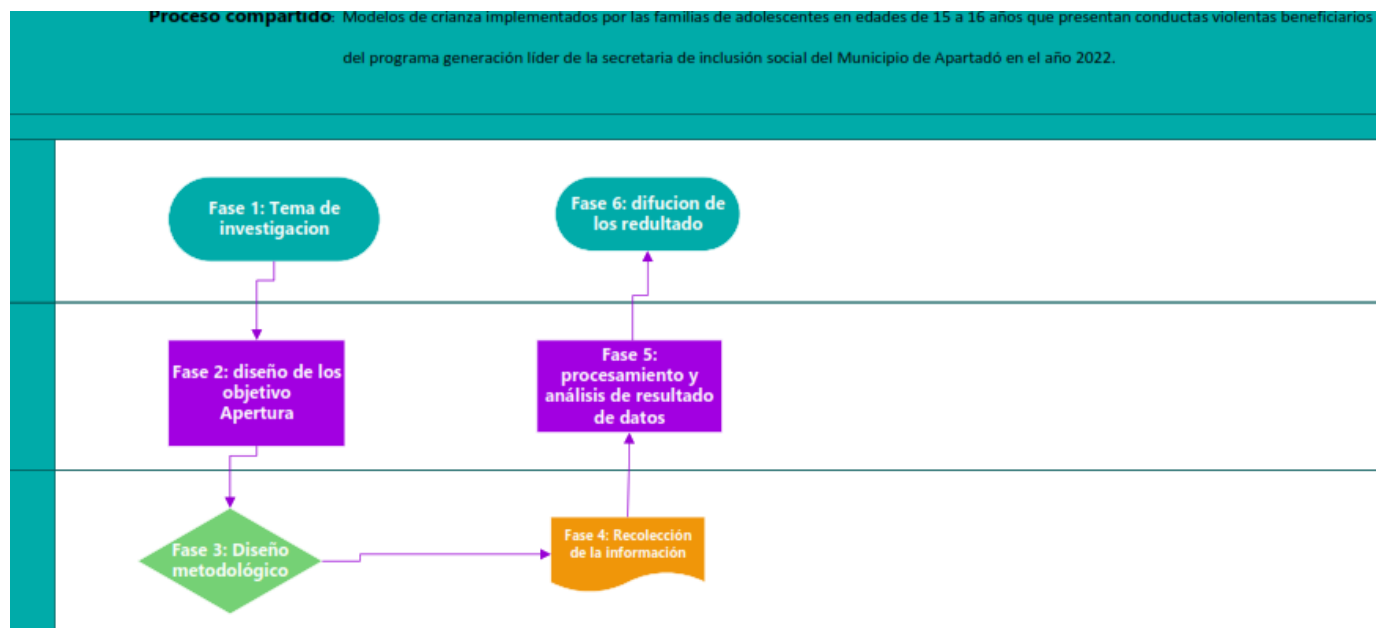 Proceso compartido: Modelos de crianza implementados por las familias de adolescentes en edades de 15 a 16 años que presentan conductas violentas beneficiarios
del programa generación líder de la secretaria de inclusión social del Municipio de Apartadó en el año 2022.
Fase 1: Tema de
investigacion
Fase 2: diseño de los
objetivo
Apertura
Fase 3: Diseño
metodológico
Fase 4: Recolección
de la información
Fase 5:
procesamiento y
análisis de resultado
de datos
Fase 6: difucion de
los redultado